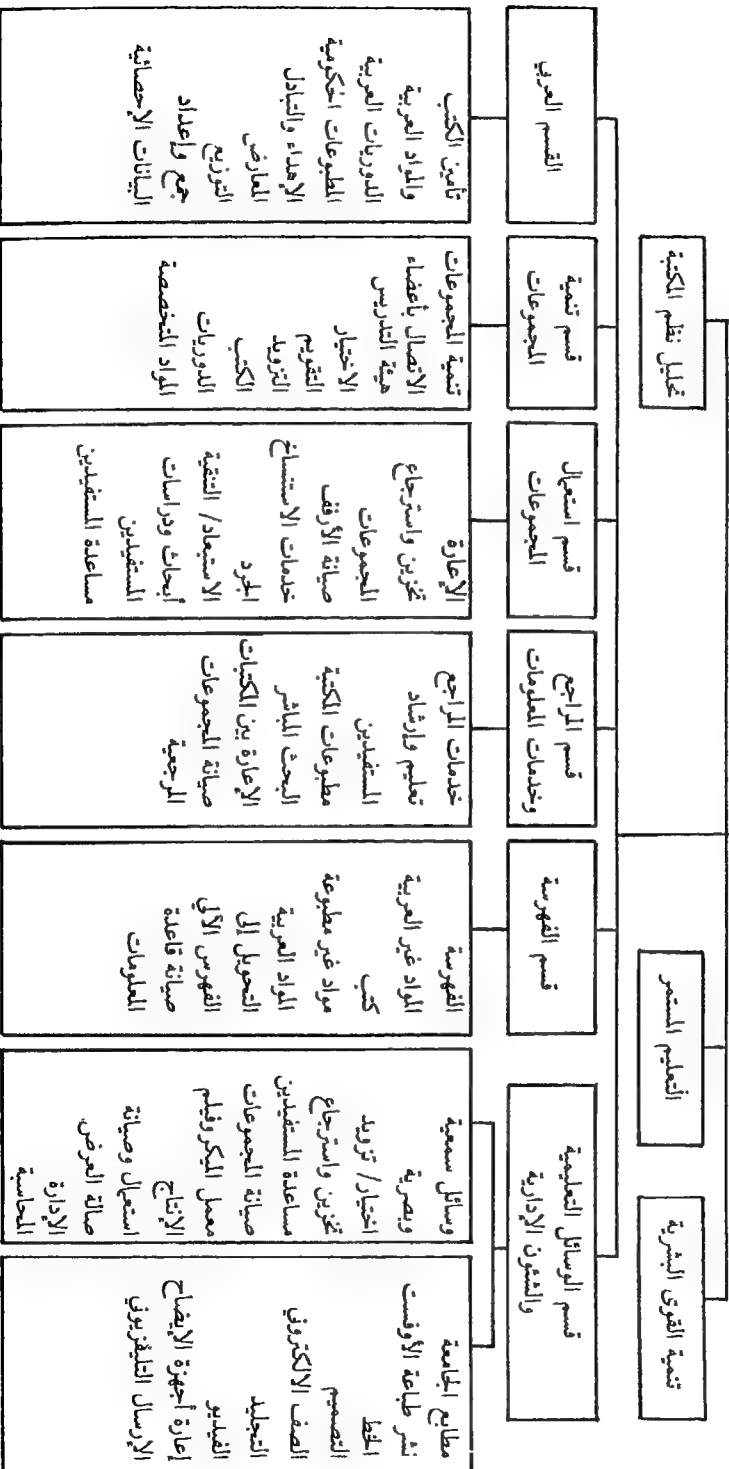 تنمية القوى البشرية
التعليم المستمر
تحليل نظم المكتبة
قسم الوسائل التعليمية
والشئون الإدارية
قسم الفهرسة
قسم المراجع
وخدمات المعلومات
قسم استعمال
المجموعات
قسم تنمية
المجموعات
القسم العربي
مطابع الجامعة
نشر طباعة الأوفست
الخط
التصميم
الصف الالكتروني
التجليد
الفيديو
إعارة أجهزة الإيضاح
الإرسال التليفزيوني
وسائل سمعية
وبصرية
اختيار/ تزويد
تخزين واسترجاع
مساعدة المستفيدين
صيانة المجموعات
معمل الميكروفيلم
الإنتاج
استعمال وصيانة
صالة العرض
الإدارة
المحاسبة
الفهرسة
المواد غير العربية
كتب
مواد غير مطبوعة
المواد العربية
التحويل إلى
الفهرس الآلي
صيانة قاعدة
المعلومات
خدمات المراجع
تعليم وإرشاد
المستفيدين
مطبوعات المكتبة
البحث المباشر
الإعارة بين المكتبات
صيانة المجموعات
المرجعية
الإعارة
تخزين واسترجاع
المجموعات
صيانة الأرفف
خدمات الاستنساخ
الجرد
الاستبعاد/ التنقية
أبحاث ودراسات
المستفيدين
مساعدة المستفيدين
تنمية المجموعات
الاتصال بأعضاء
هيئة التدريس
الاختيار
التقويم
التزويد
الكتب
الدوريات
المواد المتخصصة
تأمين الكتب
والمواد العربية
الدوريات العربية
المطبوعات الحكومية
الإهداء والتبادل
المعارض
التوزيع
جمع وإعداد
البيانات الإحصائية